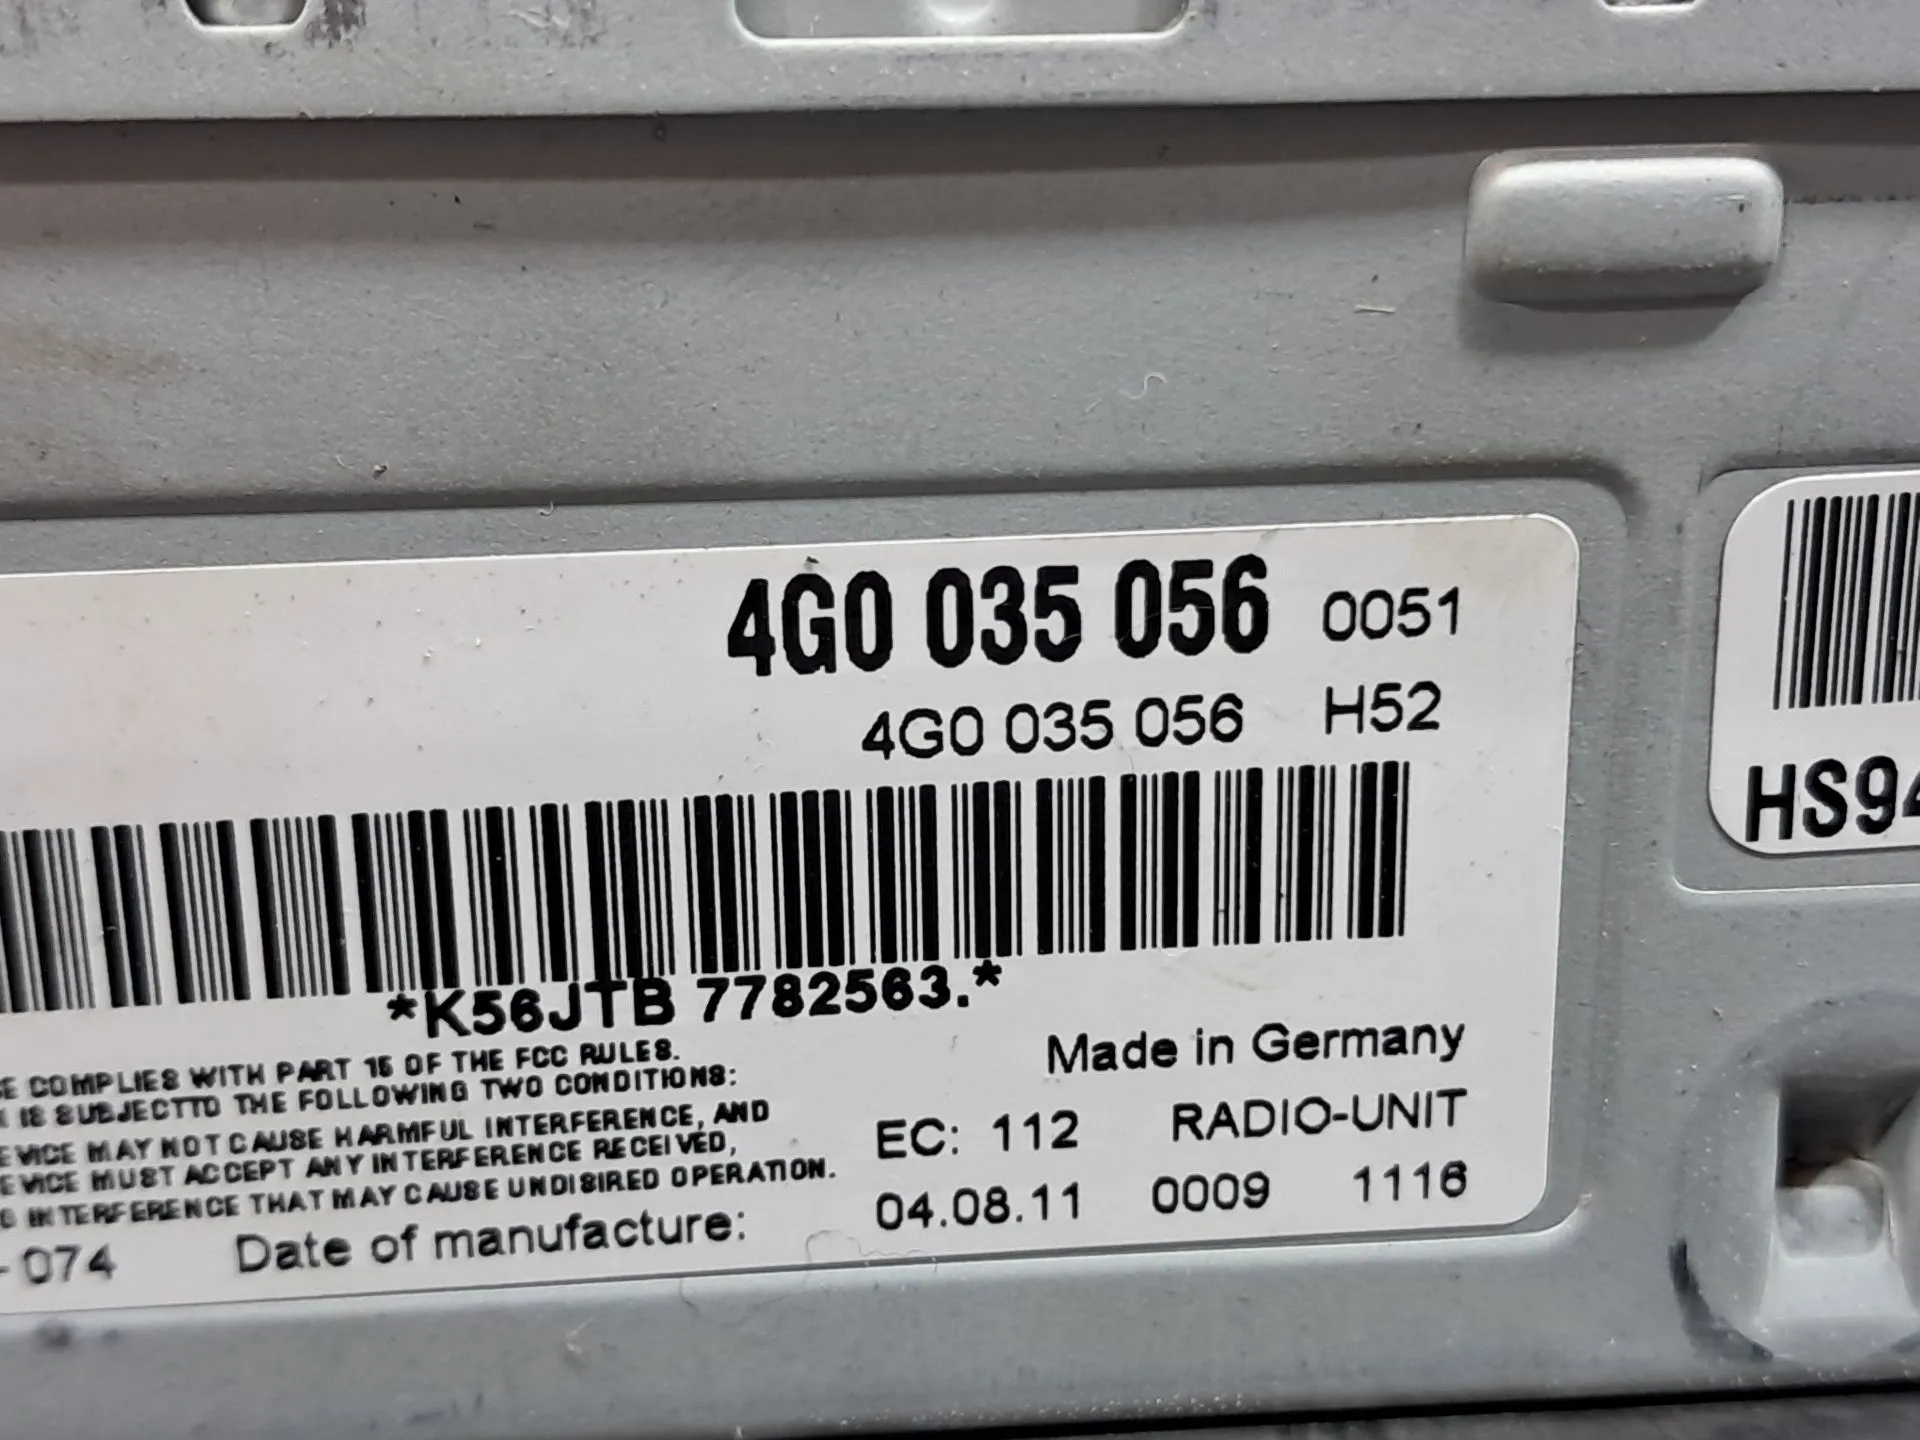 4G0 035 056 0051
4G0 035 056 H52
HS94
*K56JTB 7782563.*
COMPLIES WITH PART 15 OF THE FCC RULES.
IS SUBJECTTO THE FOLLOWING TWO CONDITIONS:
MAY NOT CAUSE HARMFUL INTERFERENCE, AND
MUST ACCEPT ANY INTERFERENCE RECEIVED,
INTERFERENCE THAT MAY CAUSE UNDISIRED OPERATION.
Made in Germany
EC: 112 RADIO-UNIT
-074 Date of manufacture: 04.08.11 0009 1116